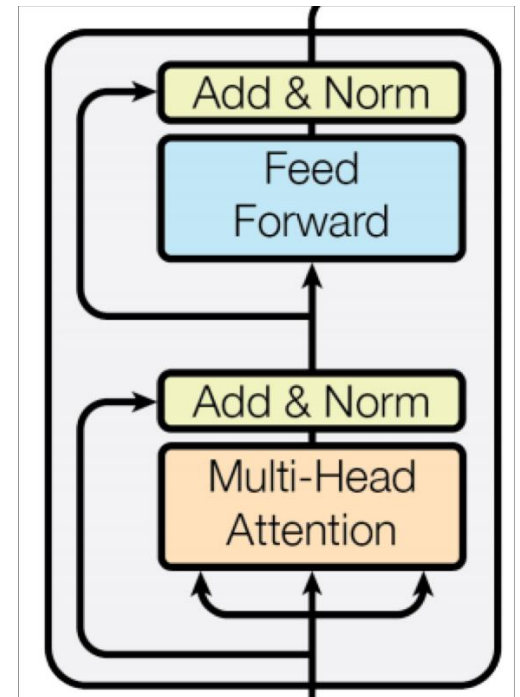 Add & Norm
Feed
Forward
Add & Norm
Multi-Head
Attention